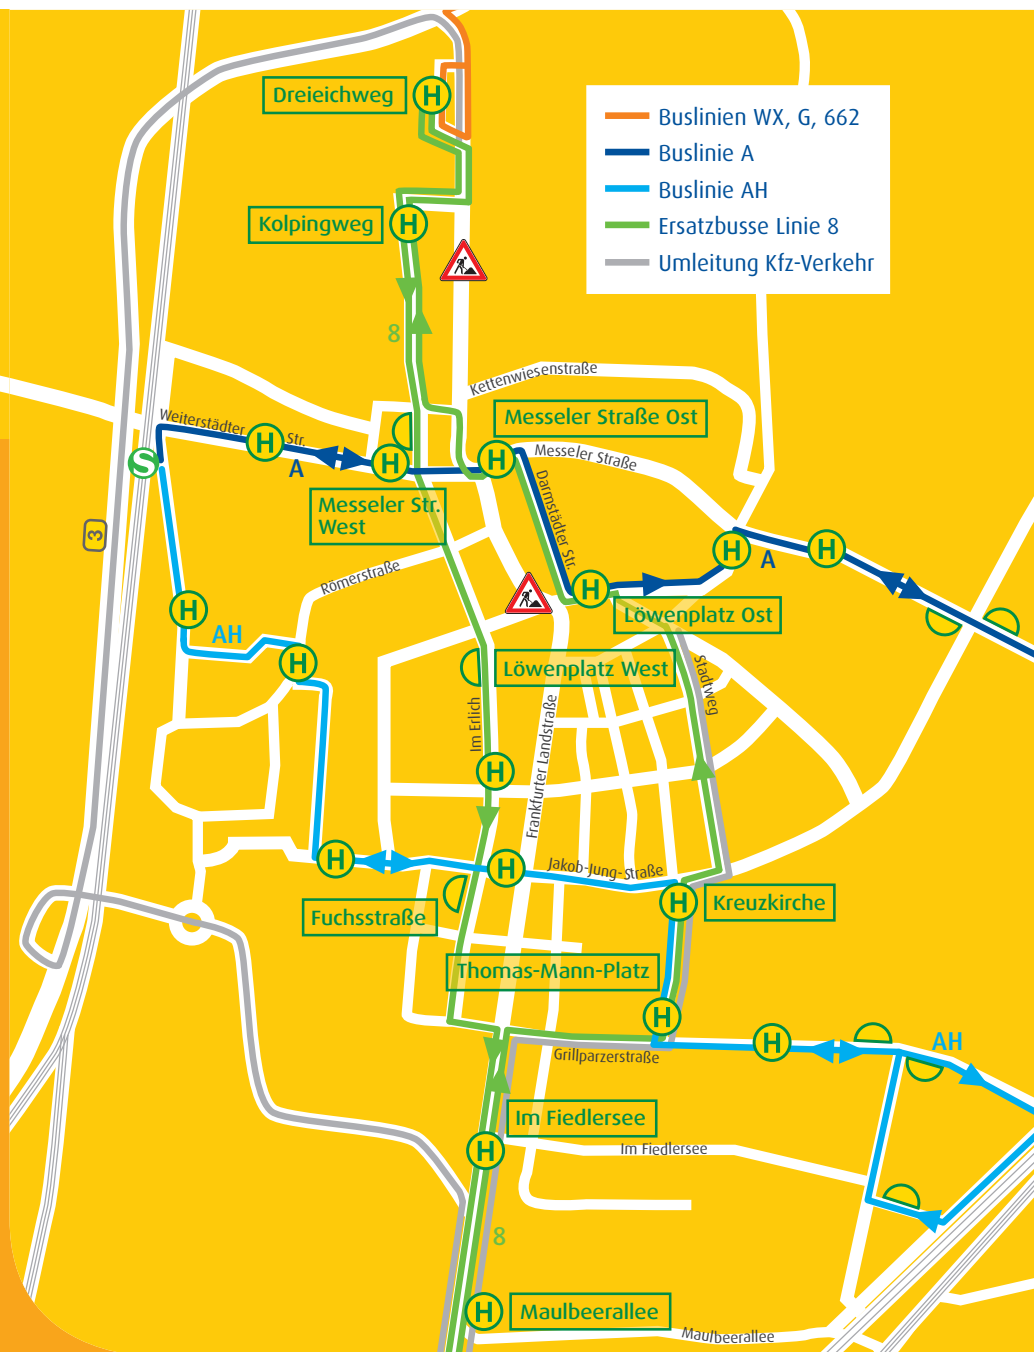 Dreieichweg
H
Buslinien WX, G, 662
Buslinie A
Buslinie AH
Ersatzbusse Linie 8
Umleitung Kfz-Verkehr
Kolpingweg
H
8
Kettenwiesenstraße
Messeler Straße Ost
Weiterstädter Str.
H
A
S
H
H
Messeler Straße
Messeler Str.
West
Darmstädter Str.
3
Römerstraße
H
A
H
H
Löwenplatz Ost
H
AH
H
Löwenplatz West
Stadtweg
Im Erlich
Frankfurter Landstraße
H
H
H
Jakob-Jung-Straße
Fuchsstraße
H
Kreuzkirche
Thomas-Mann-Platz
H
H
AH
Grillparzerstraße
Im Fiedlersee
H
Im Fiedlersee
8
H
Maulbeerallee
Maulbeerallee